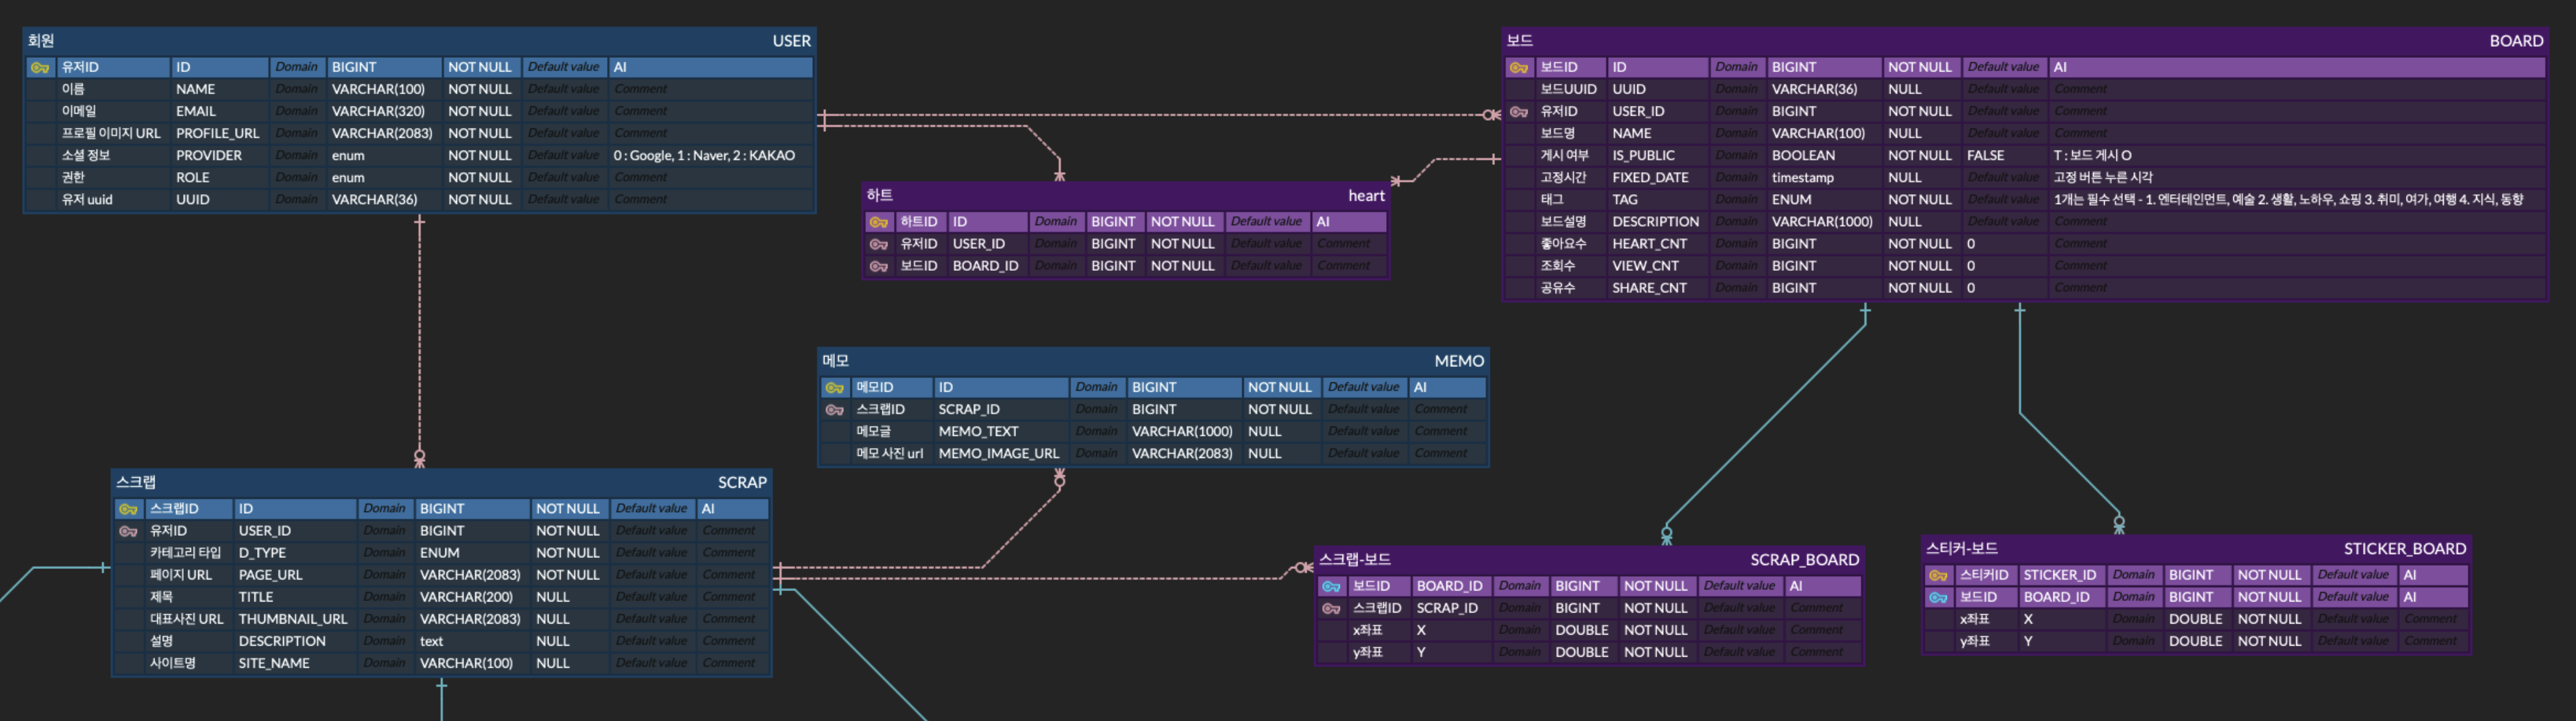 회원 USER
유저ID ID Domain BIGINT NOT NULL Default value AI
이름 NAME Domain VARCHAR(100) NOT NULL Default value Comment
이메일 EMAIL Domain VARCHAR(320) NOT NULL Default value Comment
프로필 이미지 URL PROFILE_URL Domain VARCHAR(2083) NOT NULL Default value Comment
소셜 정보 PROVIDER Domain enum NOT NULL Default value 0 : Google, 1 : Naver, 2 : KAKAO
권한 ROLE Domain enum NOT NULL Default value Comment
유저 uuid UUID Domain VARCHAR(36) NOT NULL Default value Comment
보드 BOARD
보드ID ID Domain BIGINT NOT NULL Default value AI
보드UUID UUID Domain VARCHAR(36) NULL Default value Comment
유저ID USER_ID Domain BIGINT NOT NULL Default value Comment
보드명 NAME Domain VARCHAR(100) NULL Default value Comment
게시 여부 IS_PUBLIC Domain BOOLEAN NOT NULL FALSE T : 보드 게시 O
고정시간 FIXED_DATE Domain timestamp NULL Default value 고정 버튼 누른 시각
태그 TAG Domain ENUM NOT NULL Default value 1개는 필수 선택 - 1. 엔터테인먼트, 예술 2. 생활, 노하우, 쇼핑 3. 취미, 여가, 여행 4. 지식, 동향
보드설명 DESCRIPTION Domain VARCHAR(1000) NULL Default value Comment
좋아요수 HEART_CNT Domain BIGINT NOT NULL 0 Comment
조회수 VIEW_CNT Domain BIGINT NOT NULL 0 Comment
공유수 SHARE_CNT Domain BIGINT NOT NULL 0 Comment
하트 heart
하트ID ID Domain BIGINT NOT NULL Default value AI
유저ID USER_ID Domain BIGINT NOT NULL Default value Comment
보드ID BOARD_ID Domain BIGINT NOT NULL Default value Comment
메모 MEMO
메모ID ID Domain BIGINT NOT NULL Default value AI
스크랩ID SCRAP_ID Domain BIGINT NOT NULL Default value Comment
메모글 MEMO_TEXT Domain VARCHAR(1000) NULL Default value Comment
메모 사진 url MEMO_IMAGE_URL Domain VARCHAR(2083) NULL Default value Comment
스크랩 SCRAP
스크랩ID ID Domain BIGINT NOT NULL Default value AI
유저ID USER_ID Domain BIGINT NOT NULL Default value Comment
카테고리 타입 D_TYPE Domain ENUM NOT NULL Default value Comment
페이지 URL PAGE_URL Domain VARCHAR(2083) NOT NULL Default value Comment
제목 TITLE Domain VARCHAR(200) NULL Default value Comment
대표사진 URL THUMBNAIL_URL Domain VARCHAR(2083) NULL Default value Comment
설명 DESCRIPTION Domain text NULL Default value Comment
사이트명 SITE_NAME Domain VARCHAR(100) NULL Default value Comment
스크랩-보드 SCRAP_BOARD
보드ID BOARD_ID Domain BIGINT NOT NULL Default value AI
스크랩ID SCRAP_ID Domain BIGINT NOT NULL Default value Comment
x좌표 X Domain DOUBLE NOT NULL Default value Comment
y좌표 Y Domain DOUBLE NOT NULL Default value Comment
스티커-보드 STICKER_BOARD
스티커ID STICKER_ID Domain BIGINT NOT NULL Default value AI
보드ID BOARD_ID Domain BIGINT NOT NULL Default value AI
x좌표 X Domain DOUBLE NOT NULL Default value Comment
y좌표 Y Domain DOUBLE NOT NULL Default value Comment